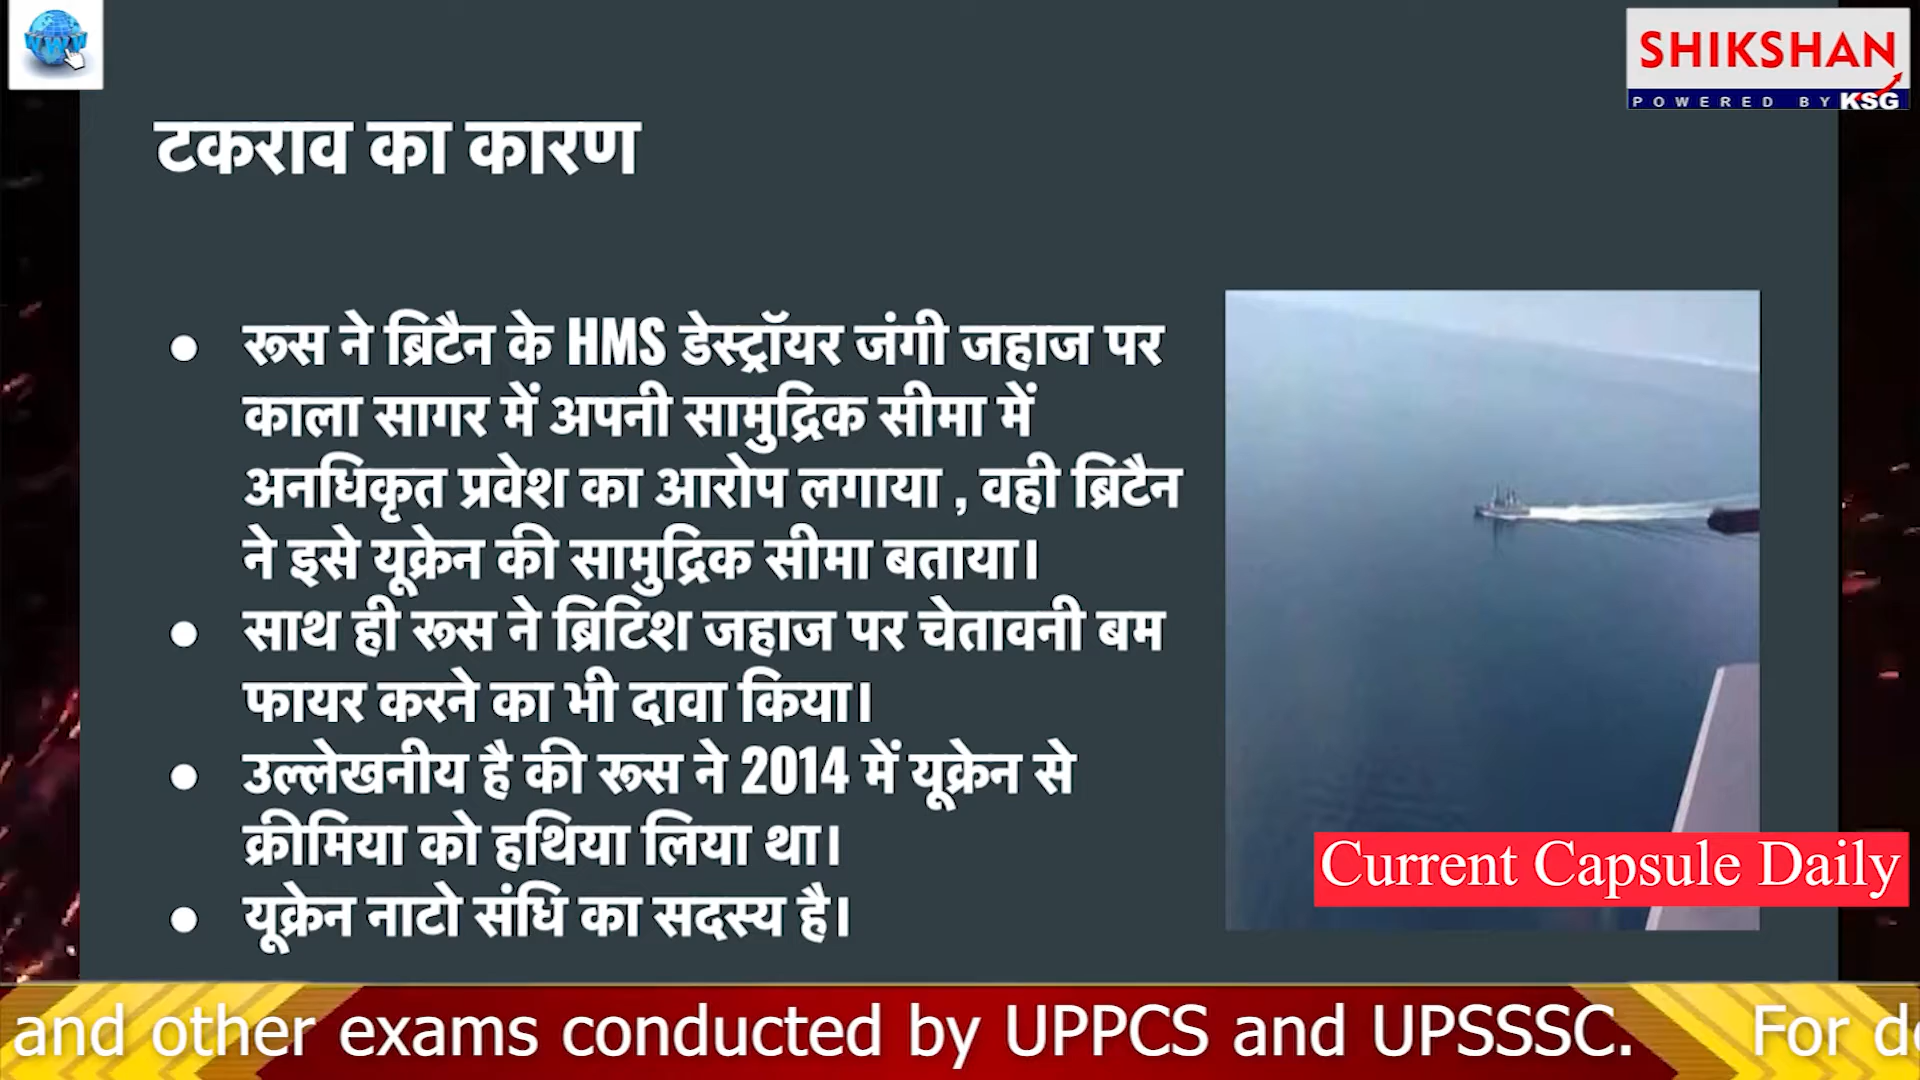 WWW
SHIKSHAN
POWERED BY KSG
टकराव का कारण
● रूस ने ब्रिटैन के HMS डेस्ट्रॉयर जंगी जहाज पर
काला सागर में अपनी सामुद्रिक सीमा में
अनधिकृत प्रवेश का आरोप लगाया , वही ब्रिटैन
ने इसे यूक्रेन की सामुद्रिक सीमा बताया।
● साथ ही रूस ने ब्रिटिश जहाज पर चेतावनी बम
फायर करने का भी दावा किया।
● उल्लेखनीय है की रूस ने 2014 में यूक्रेन से
क्रीमिया को हथिया लिया था।
● यूक्रेन नाटो संधि का सदस्य है।
Current Capsule Daily
and other exams conducted by UPPCS and UPSSSC. For